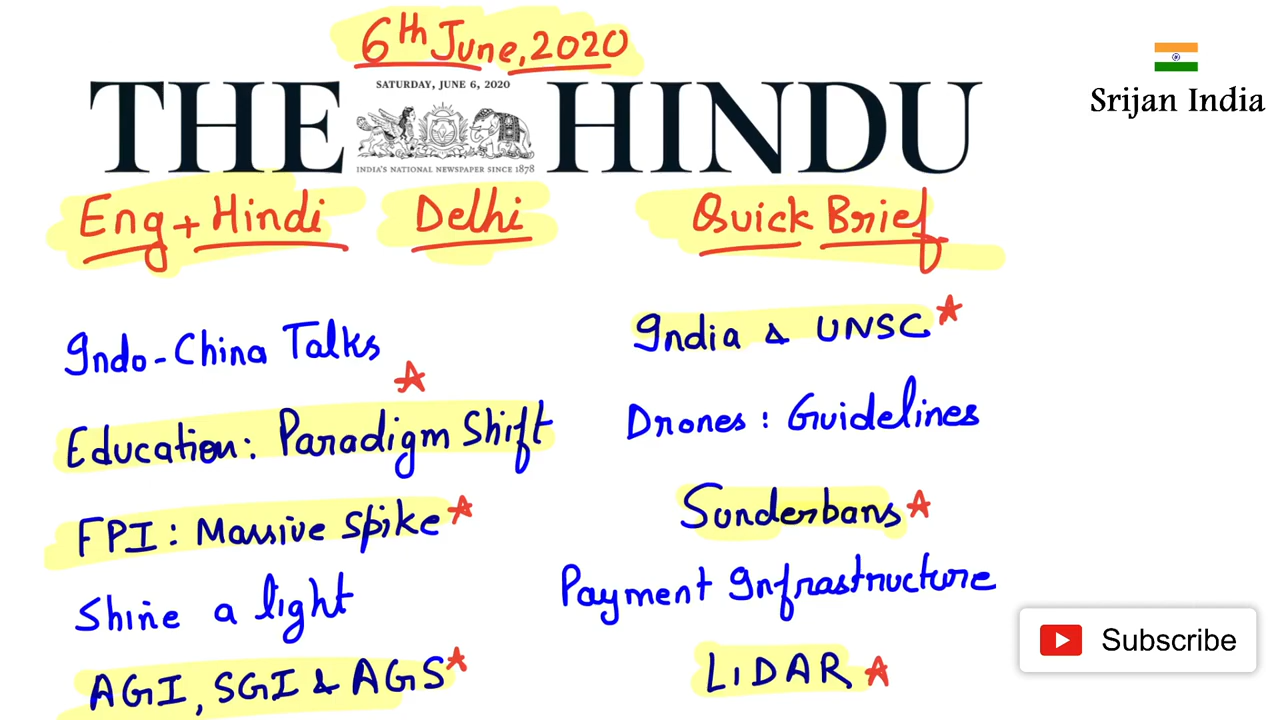 6th June, 2020
SATURDAY, JUNE 6, 2020
THE HINDU
INDIA'S NATIONAL NEWSPAPER SINCE 1878
Srijan India
Eng + Hindi
Delhi
Quick Brief
Indo-China Talks
Education: Paradigm Shift
FPI: Massive Spike
Shine a light
AGI, SGI & AGS
India & UNSC
Drones: Guidelines
Sunderbans
Payment Infrastructure
LiDAR
Subscribe